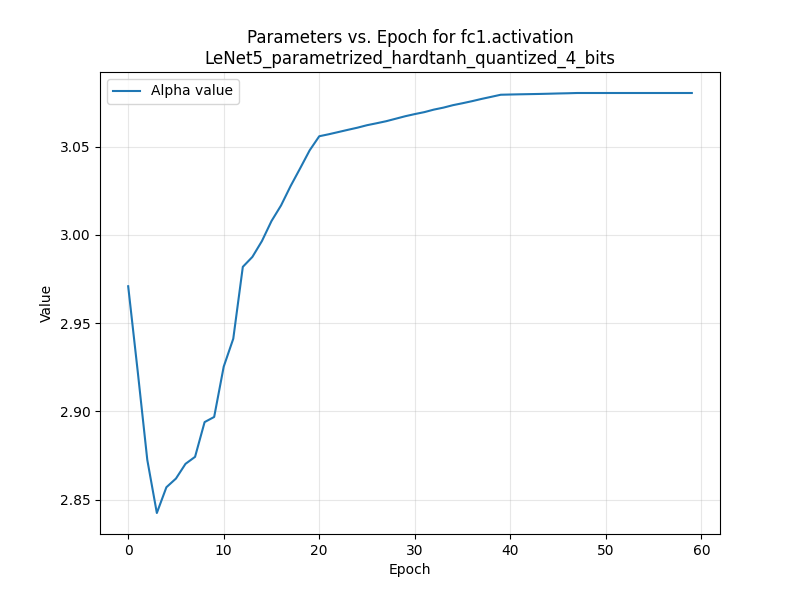 Parameters vs. Epoch for fc1.activation
LeNet5_parametrized_hardtanh_quantized_4_bits
Alpha value
3.05
3.00
2.95
2.90
2.85
Value
0 10 20 30 40 50 60
Epoch